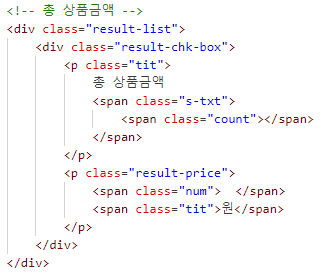 <!-- 총 상품금액 -->
<div class="result-list">
    <div class="result-chk-box">
        <p class="tit">
            총 상품금액
            <span class="s-txt">
                <span class="count"></span>
            </span>
        </p>
        <p class="result-price">
            <span class="num">  </span>
            <span class="tit">원</span>
        </p>
    </div>
</div>